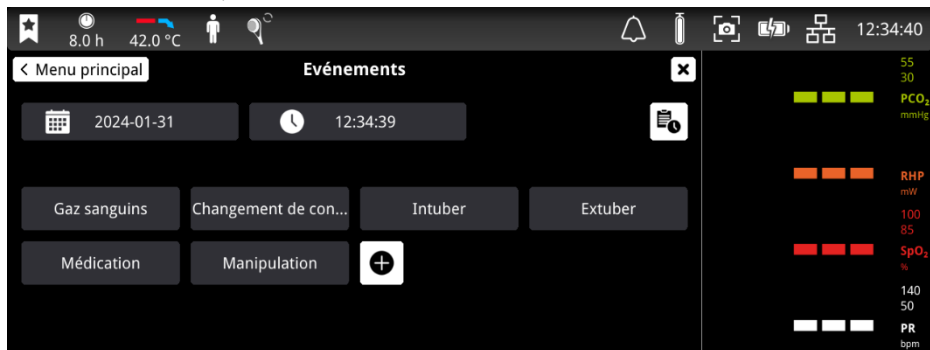 8.0 h 42.0 °C 12:34:40
< Menu principal Evénements
2024-01-31 12:34:39
Gaz sanguins Changement de con... Intuber Extuber
Médication Manipulation
55
30
PCO₂
mmHg
RHP
mW
100
85
SpO₂
%
140
50
PR
bpm